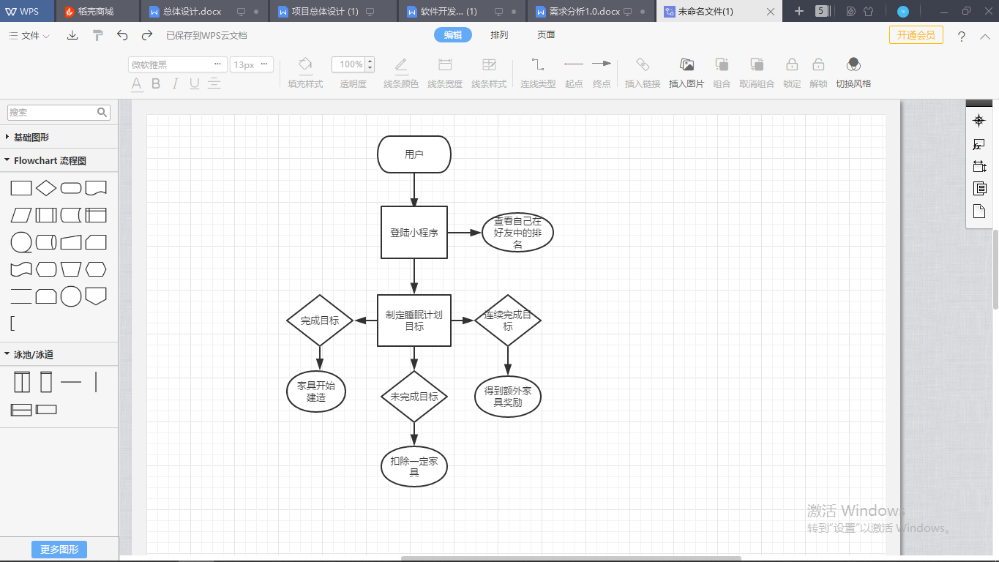 WPS
稻壳商城
总体设计.docx
项目总体设计 (1)
软件开发... (1)
需求分析1.0.docx
未命名文件(1)
5
文件
已保存到WPS云文档
编辑
排列
页面
开通会员
?
微软雅黑
13px
填充样式
100%
透明度
线条颜色
线条宽度
线条样式
连线类型
起点
终点
插入链接
插入图片
组合
取消组合
锁定
解锁
切换风格
A B I U
搜索
基础图形
Flowchart 流程图
泳池/泳道
更多图形
用户
登陆小程序
查看自己在
好友中的排
名
完成目标
制定睡眠计划
目标
连续完成目
标
家具开始
建造
未完成目标
得到额外家
具奖励
扣除一定家
具
激活 Windows
转到"设置"以激活 Windows。